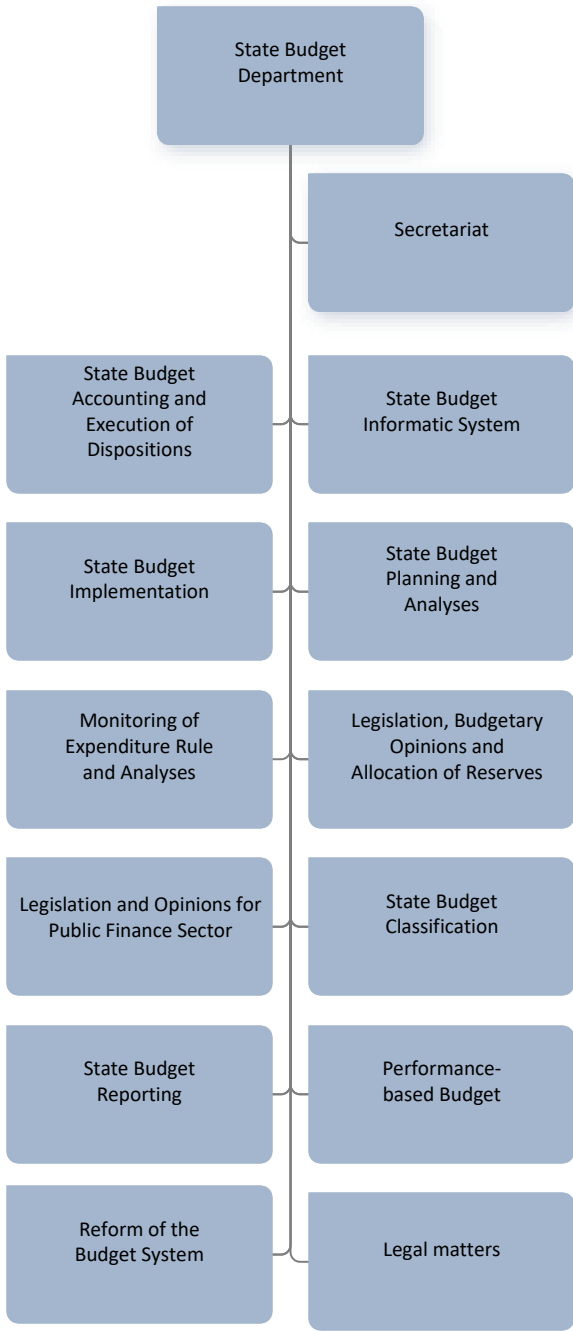 State Budget
Department
Secretariat
State Budget
Accounting and
Execution of
Dispositions
State Budget
Informatic System
State Budget
Implementation
State Budget
Planning and
Analyses
Monitoring of
Expenditure Rule
and Analyses
Legislation, Budgetary
Opinions and
Allocation of Reserves
Legislation and Opinions for
Public Finance Sector
State Budget
Classification
State Budget
Reporting
Performance-
based Budget
Reform of the
Budget System
Legal matters